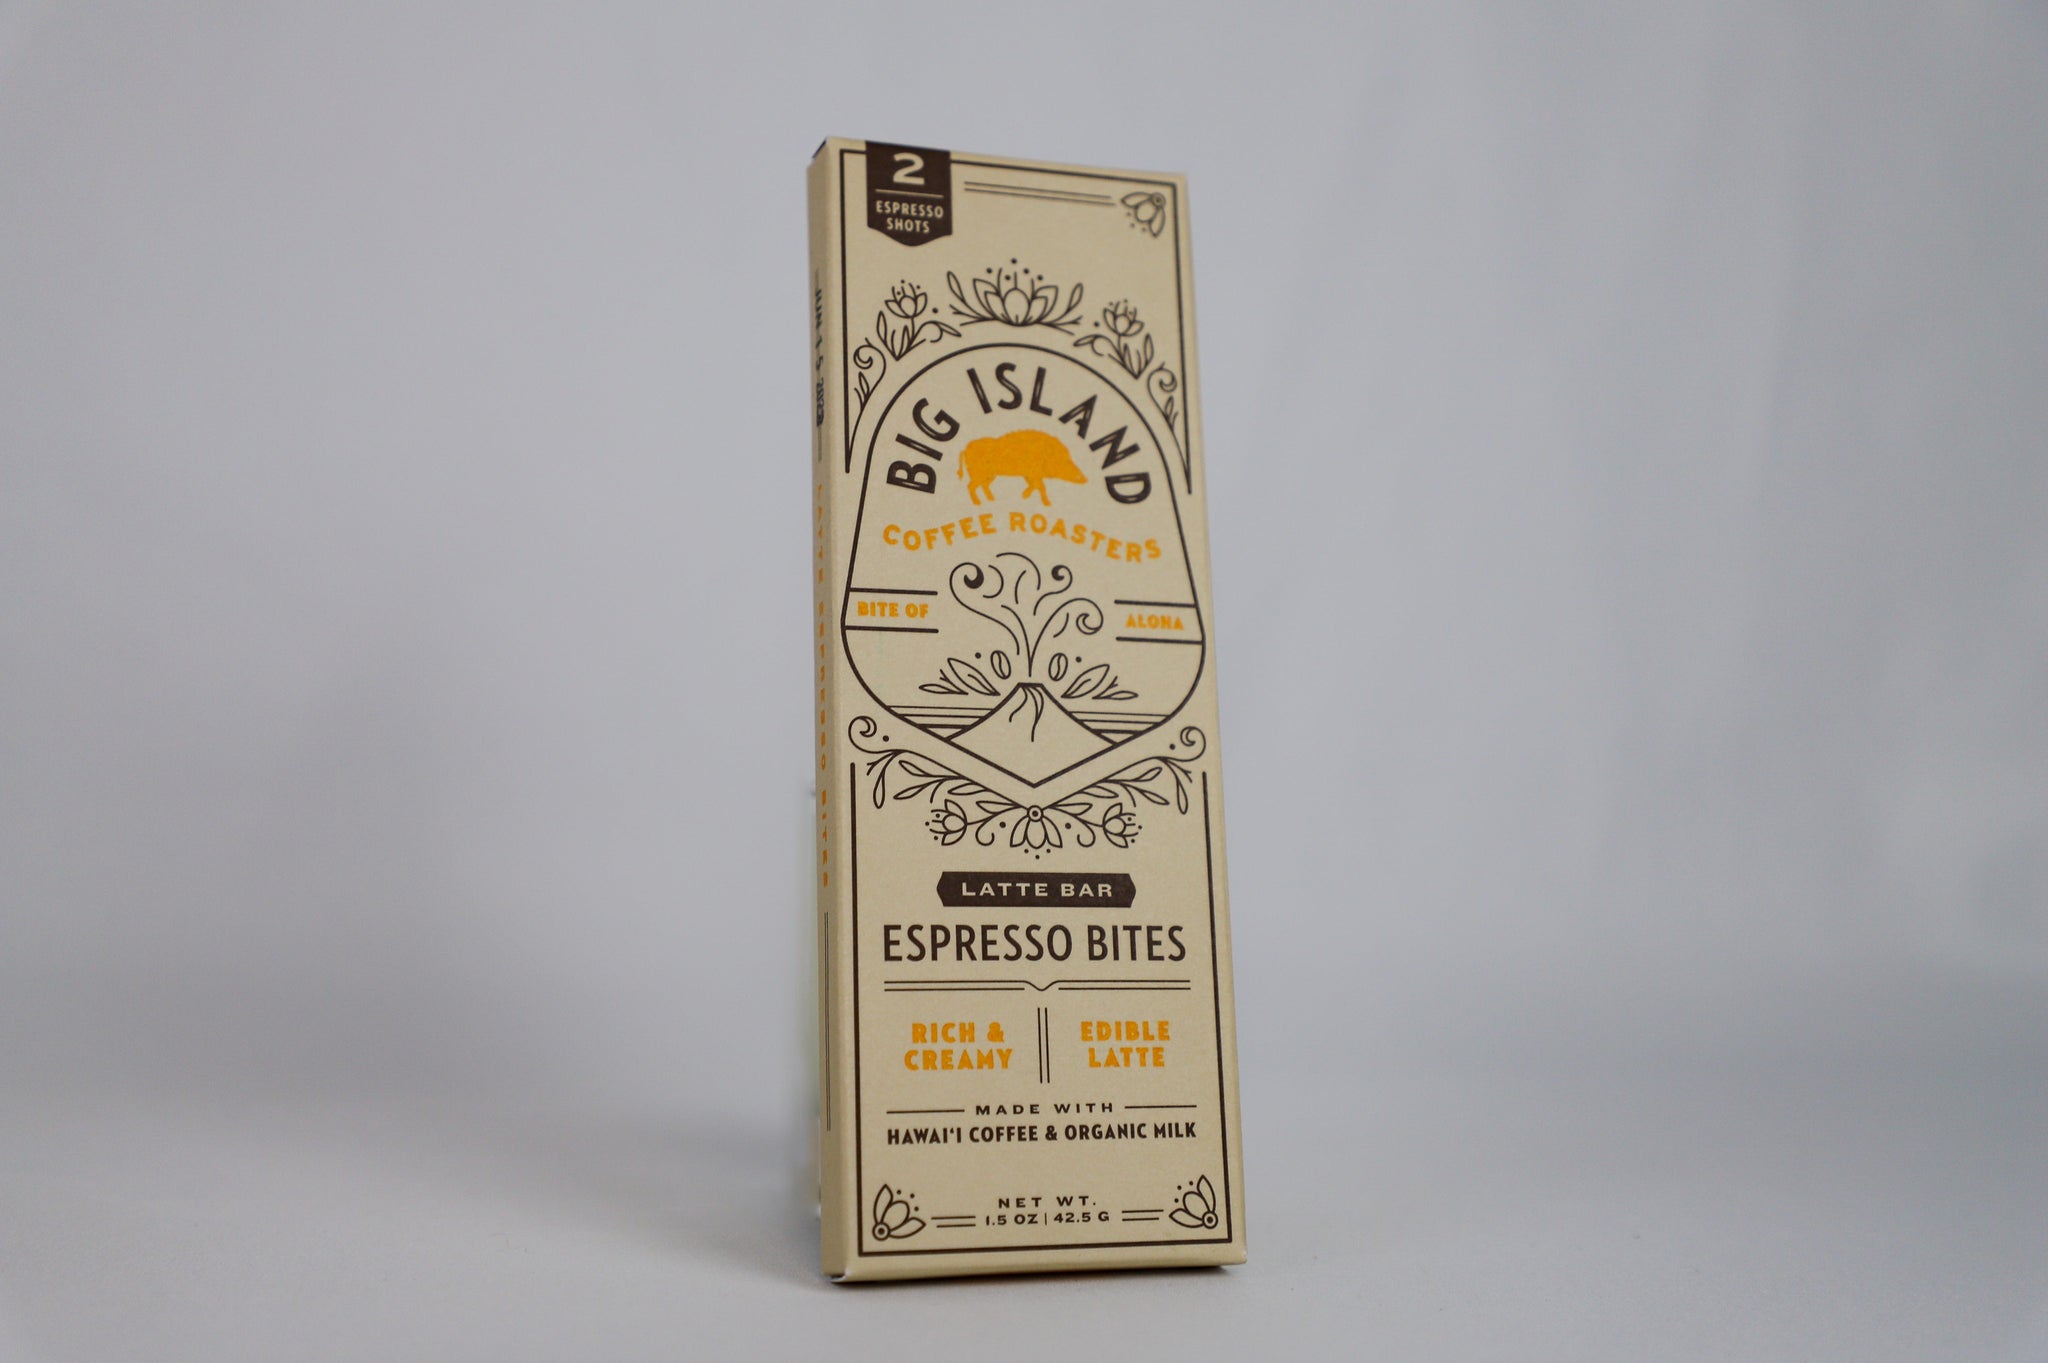 2
ESPRESSO
SHOTS
BIG ISLAND
COFFEE ROASTERS
BITE OF
ALOHA
LATTE BAR
ESPRESSO BITES
RICH &
CREAMY
EDIBLE
LATTE
MADE WITH
HAWAIʻI COFFEE & ORGANIC MILK
NET WT.
1.5 OZ | 42.5 G
LATTE ESPRESSO BITES